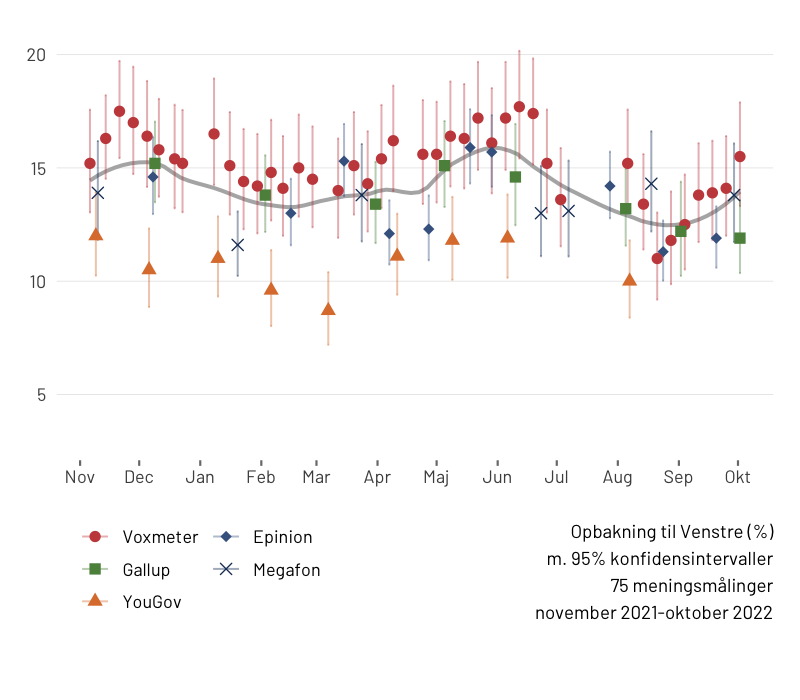 20
15
10
5
Nov Dec Jan Feb Mar Apr Maj Jun Jul Aug Sep Okt
Voxmeter Epinion
Gallup Megafon
YouGov
Opbakning til Venstre (%)
m. 95% konfidensintervaller
75 meningsmålinger
november 2021-oktober 2022